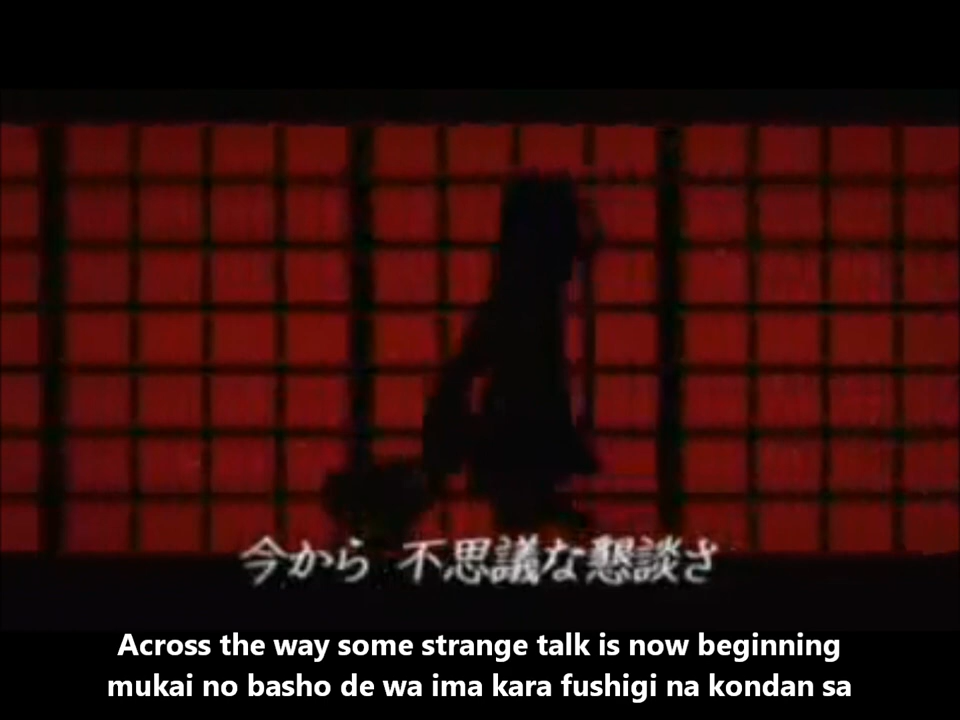 今から 不思議な懇談さ
Across the way some strange talk is now beginning
mukai no basho de wa ima kara fushigi na kondan sa